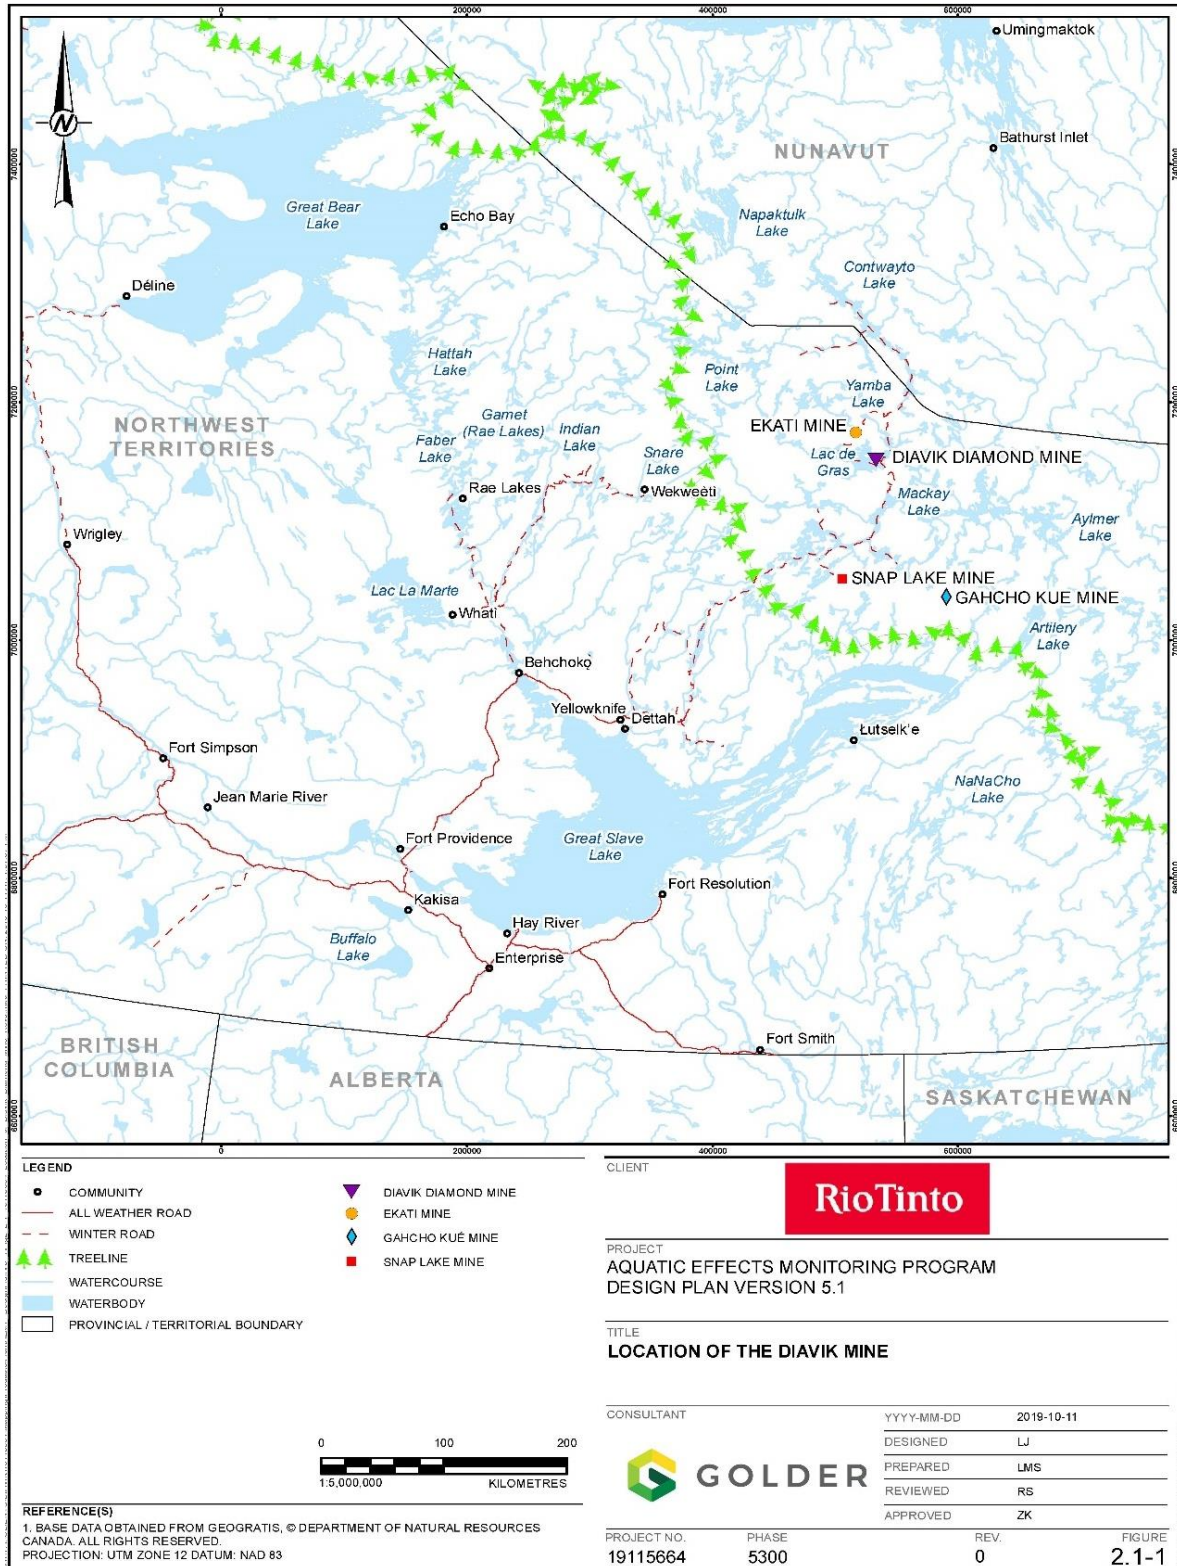 0
200000
400000
600000
Umingmaktok
Bathurst Inlet
NUNAVUT
7400000
7400000
Great Bear
Lake
Echo Bay
Napaktulk
Lake
Contwayto
Lake
Déline
Hattah
Lake
Point
Lake
Yamba
Lake
7200000
7200000
NORTHWEST
TERRITORIES
Gamet
(Rae Lakes)
Faber
Lake
Indian
Lake
Snare
Lake
EKATI MINE
Lac de
Gras
DIAVIK DIAMOND MINE
Rae Lakes
Wekweètì
Mackay
Lake
Aylmer
Lake
Wrigley
SNAP LAKE MINE
GAHCHO KUE MINE
Lac La Marte
Whatì
Artillery
Lake
7000000
7000000
Behchokǫ
Yellowknife
Dettah
Łutselk'e
Fort Simpson
Jean Marie River
NaNaCho
Lake
Fort Providence
Great Slave
Lake
6800000
6800000
Fort Resolution
Kakisa
Hay River
Buffalo
Lake
Enterprise
Fort Smith
BRITISH
COLUMBIA
ALBERTA
SASKATCHEWAN
6600000
6600000
0
200000
400000
600000
LEGEND
COMMUNITY
ALL WEATHER ROAD
WINTER ROAD
TREELINE
WATERCOURSE
WATERBODY
PROVINCIAL / TERRITORIAL BOUNDARY
DIAVIK DIAMOND MINE
EKATI MINE
GAHCHO KUÉ MINE
SNAP LAKE MINE
0 100 200
1:5,000,000 KILOMETRES
REFERENCE(S)
1. BASE DATA OBTAINED FROM GEOGRATIS, © DEPARTMENT OF NATURAL RESOURCES
CANADA. ALL RIGHTS RESERVED.
PROJECTION: UTM ZONE 12 DATUM: NAD 83
CLIENT
RioTinto
PROJECT
AQUATIC EFFECTS MONITORING PROGRAM
DESIGN PLAN VERSION 5.1
TITLE
LOCATION OF THE DIAVIK MINE
CONSULTANT
GOLDER
YYYY-MM-DD 2019-10-11
DESIGNED LJ
PREPARED LMS
REVIEWED RS
APPROVED ZK
PROJECT NO. PHASE REV. FIGURE
19115664 5300 0 2.1-1